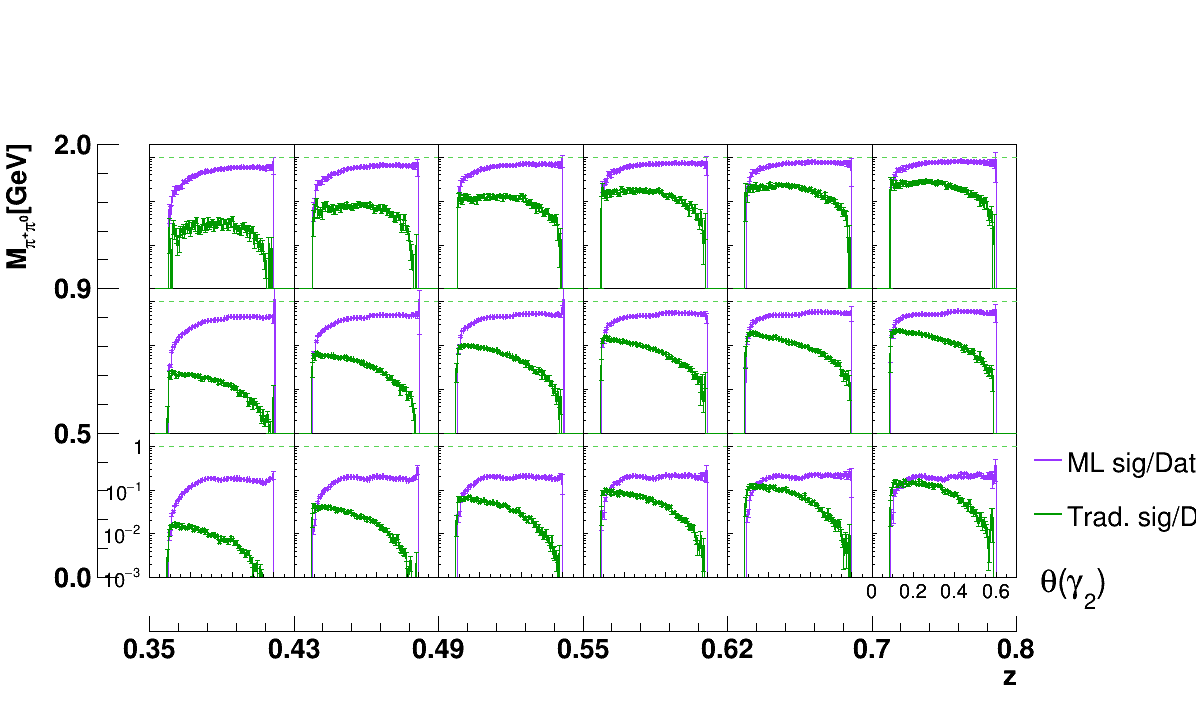 M π⁺π⁰ [GeV]
2.0
0.9
0.5
0.0
1
10⁻¹
10⁻²
10⁻³
ML sig/Dat
Trad. sig/D
0 0.2 0.4 0.6
θ(γ₂)
0.35 0.43 0.49 0.55 0.62 0.7 0.8
z